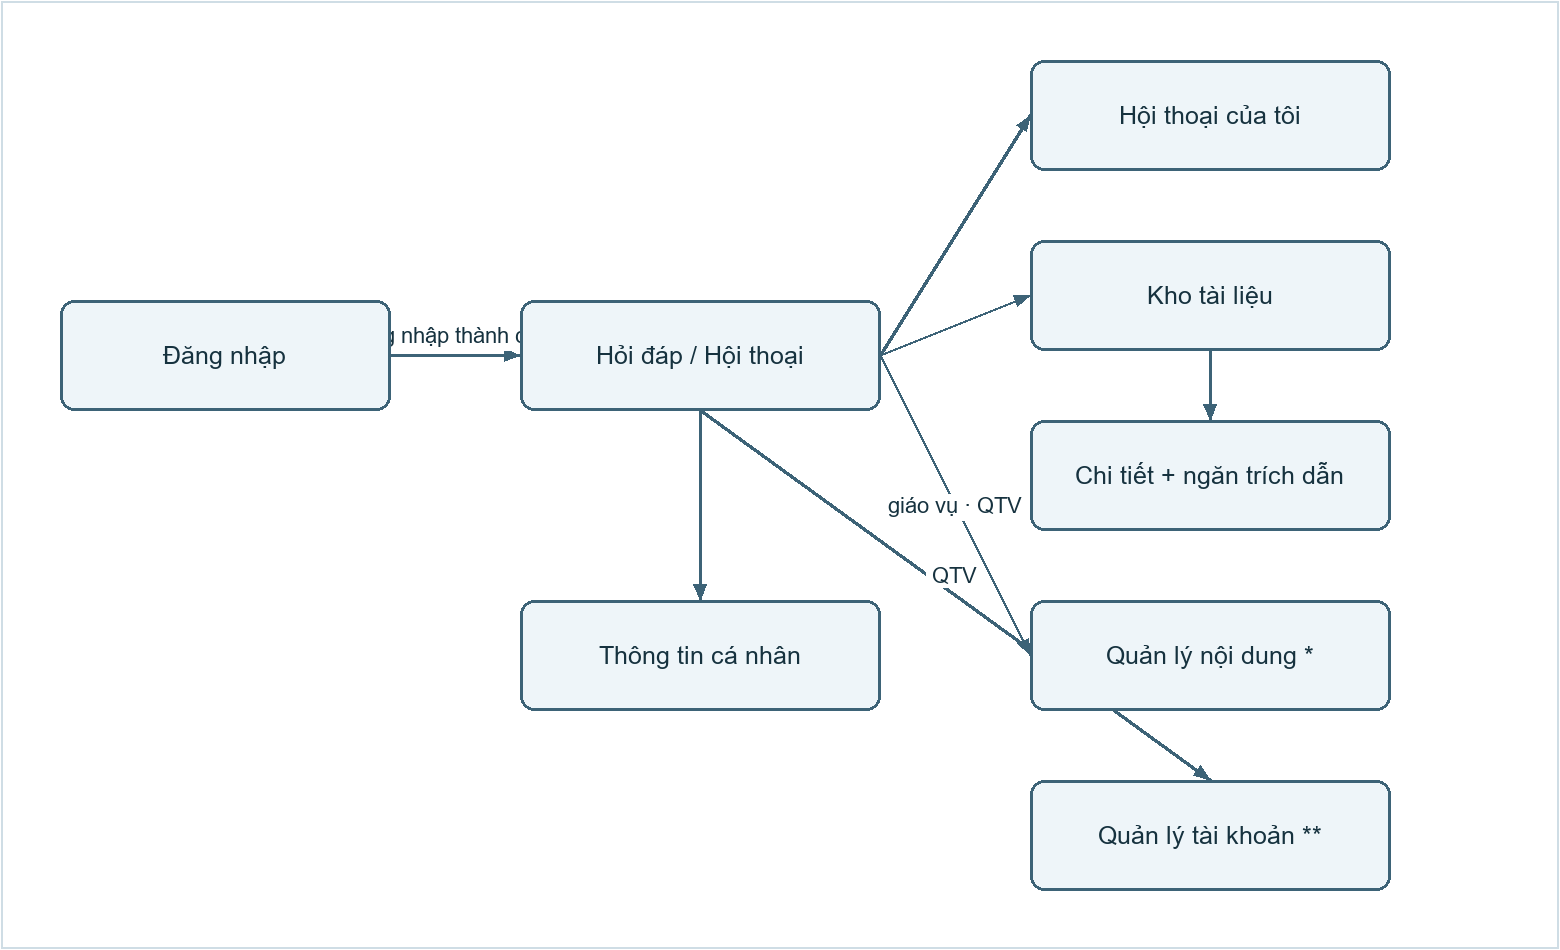 Hội thoại của tôi
Kho tài liệu
nhập thành
Đăng nhập
Hỏi đáp / Hội thoại
Chi tiết + ngăn trích dẫn
giáo vụ · QTV
QTV
Thông tin cá nhân
Quản lý nội dung *
Quản lý tài khoản **